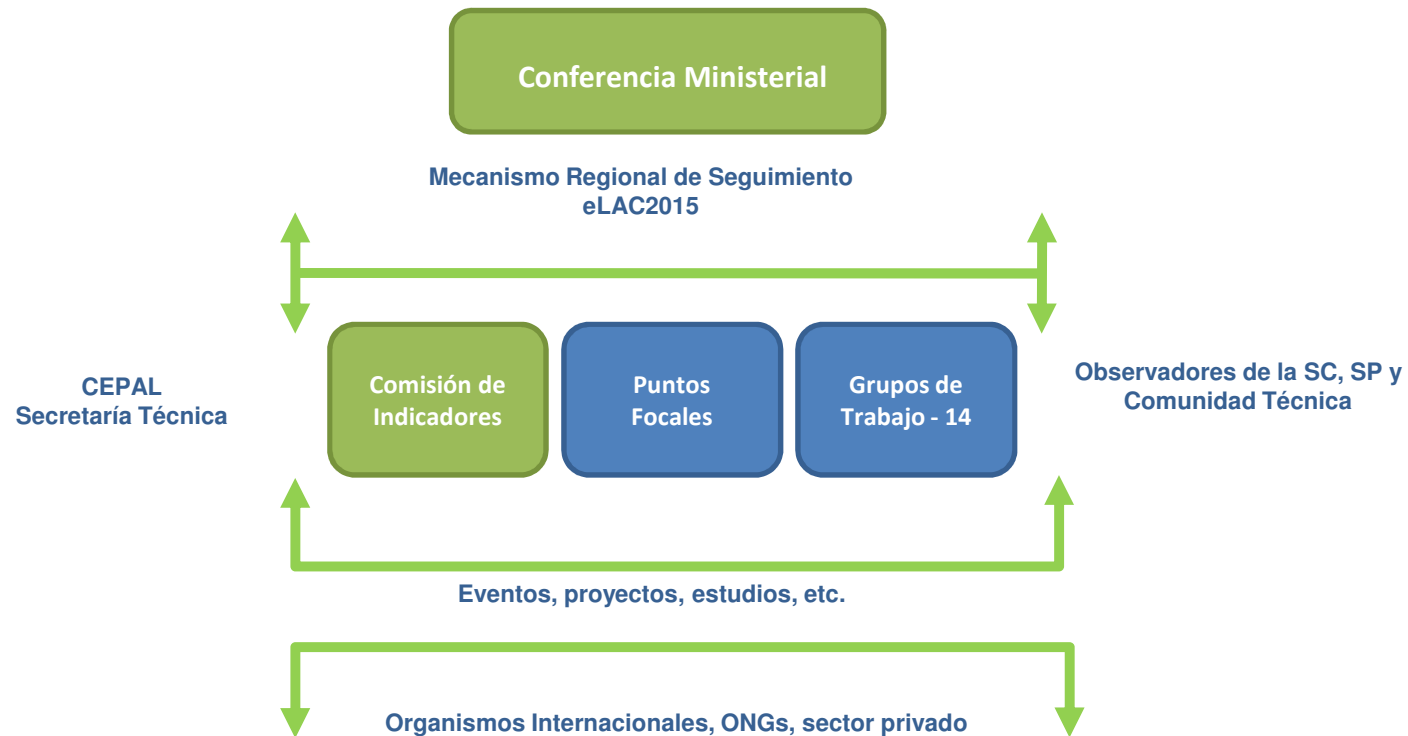 Conferencia Ministerial
Mecanismo Regional de Seguimiento
eLAC2015
CEPAL
Secretaría Técnica
Comisión de
Indicadores
Puntos
Focales
Grupos de
Trabajo - 14
Observadores de la SC, SP y
Comunidad Técnica
Eventos, proyectos, estudios, etc.
Organismos Internacionales, ONGs, sector privado